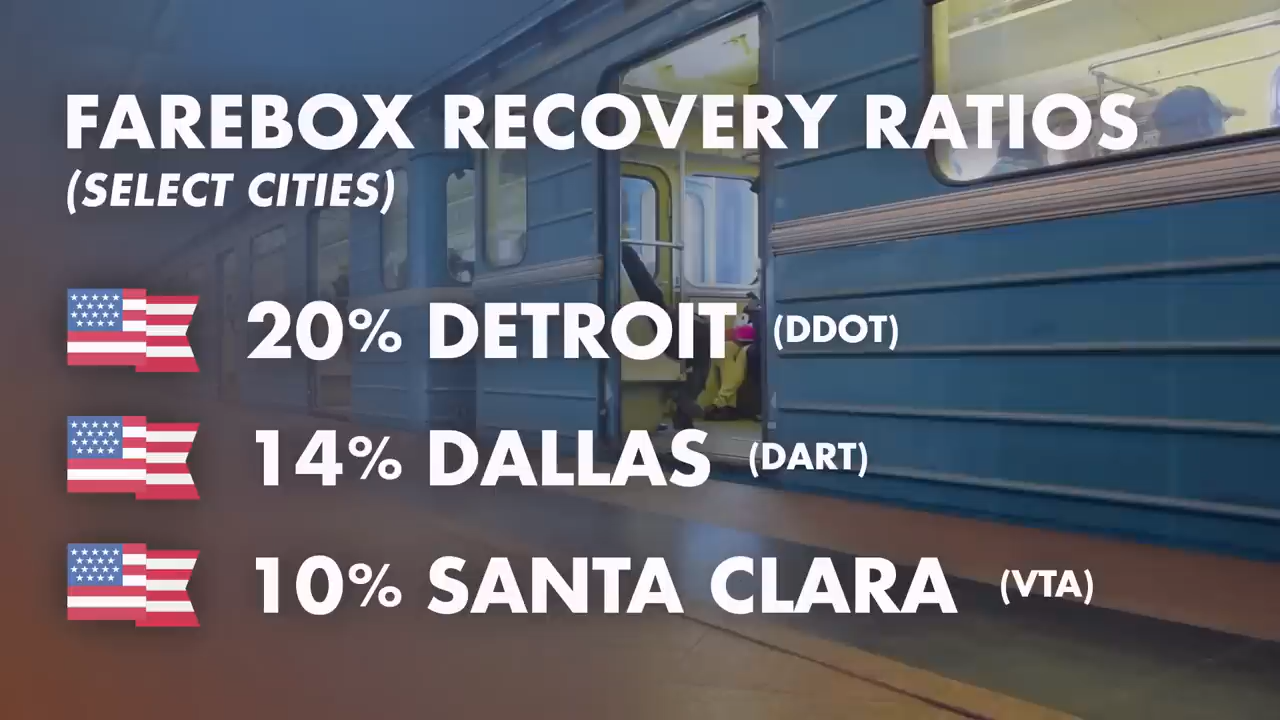 FAREBOX RECOVERY RATIOS
(SELECT CITIES)
20% DETROIT (DDOT)
14% DALLAS (DART)
10% SANTA CLARA (VTA)